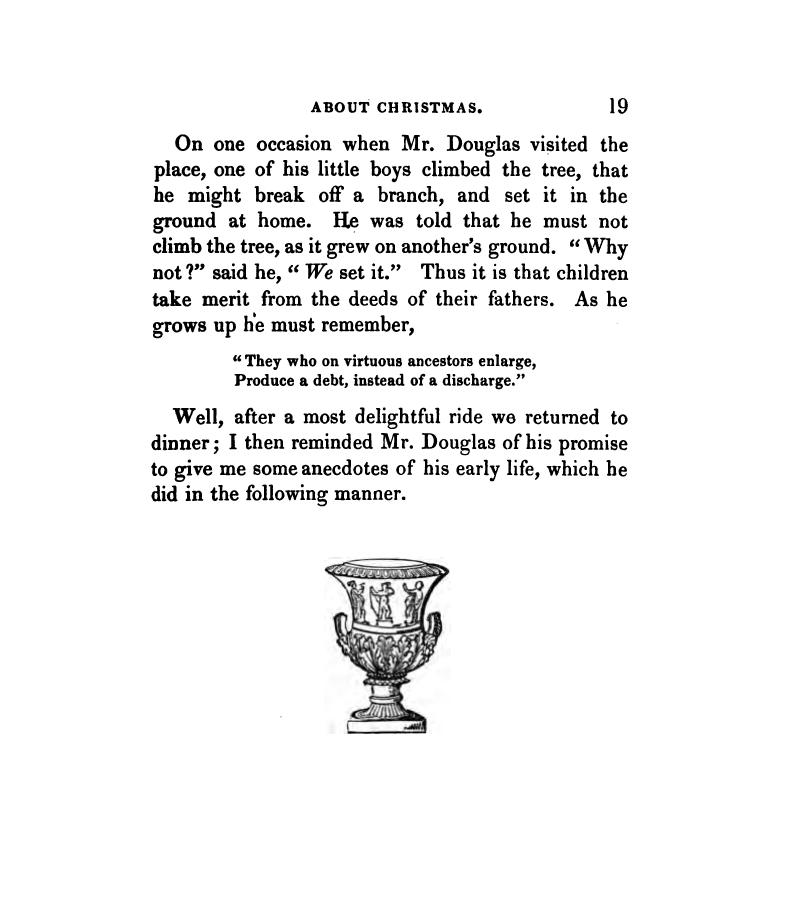 ABOUT CHRISTMAS. 19
On one occasion when Mr. Douglas visited the
place, one of his little boys climbed the tree, that
he might break off a branch, and set it in the
ground at home. He was told that he must not
climb the tree, as it grew on another's ground. "Why
not?" said he, "We set it." Thus it is that children
take merit from the deeds of their fathers. As he
grows up he must remember,
"They who on virtuous ancestors enlarge,
Produce a debt, instead of a discharge."
Well, after a most delightful ride we returned to
dinner; I then reminded Mr. Douglas of his promise
to give me some anecdotes of his early life, which he
did in the following manner.